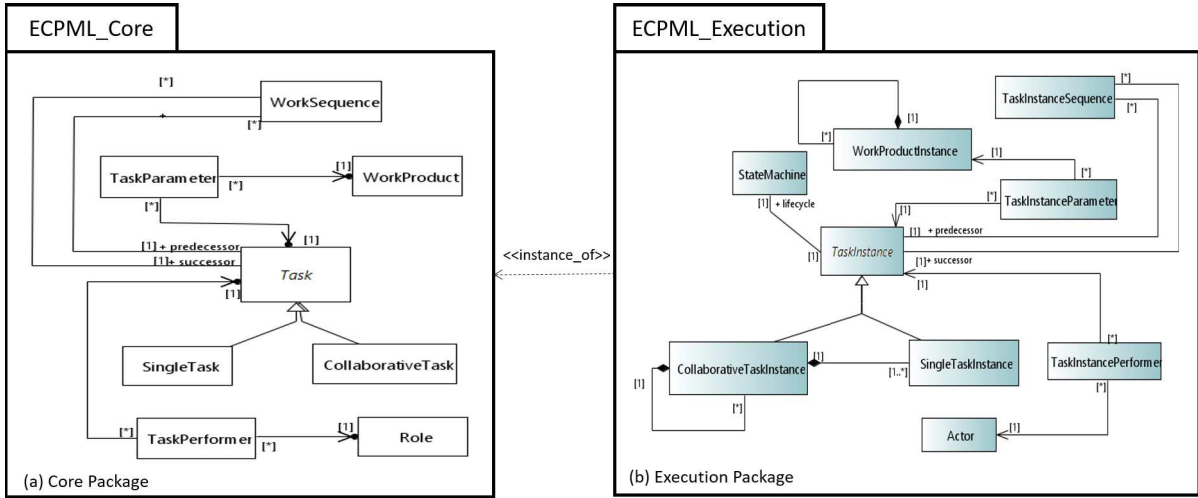 ECPML_Core
[*]
WorkSequence
+
[*]
TaskParameter
[*]
[1]
WorkProduct
[*]
[1]
[1] + predecessor
[1]+ successor
Task
[1]
SingleTask
CollaborativeTask
[*]
TaskPerformer
[*]
[1]
Role
(a) Core Package
<<instance_of>>
ECPML_Execution
[*]
TaskInstanceSequence
[*]
[1]
[*]
WorkProductInstance
[1]
StateMachine
[*]
[1]
+ lifecycle
[*]
TaskInstanceParameter
[1]
[1] + predecessor
TaskInstance
[1]
[1]+ successor
[1]
[*]
CollaborativeTaskInstance
[1]
[1..*]
SingleTaskInstance
TaskInstancePerformer
[1]
[*]
[*]
Actor
[1]
(b) Execution Package